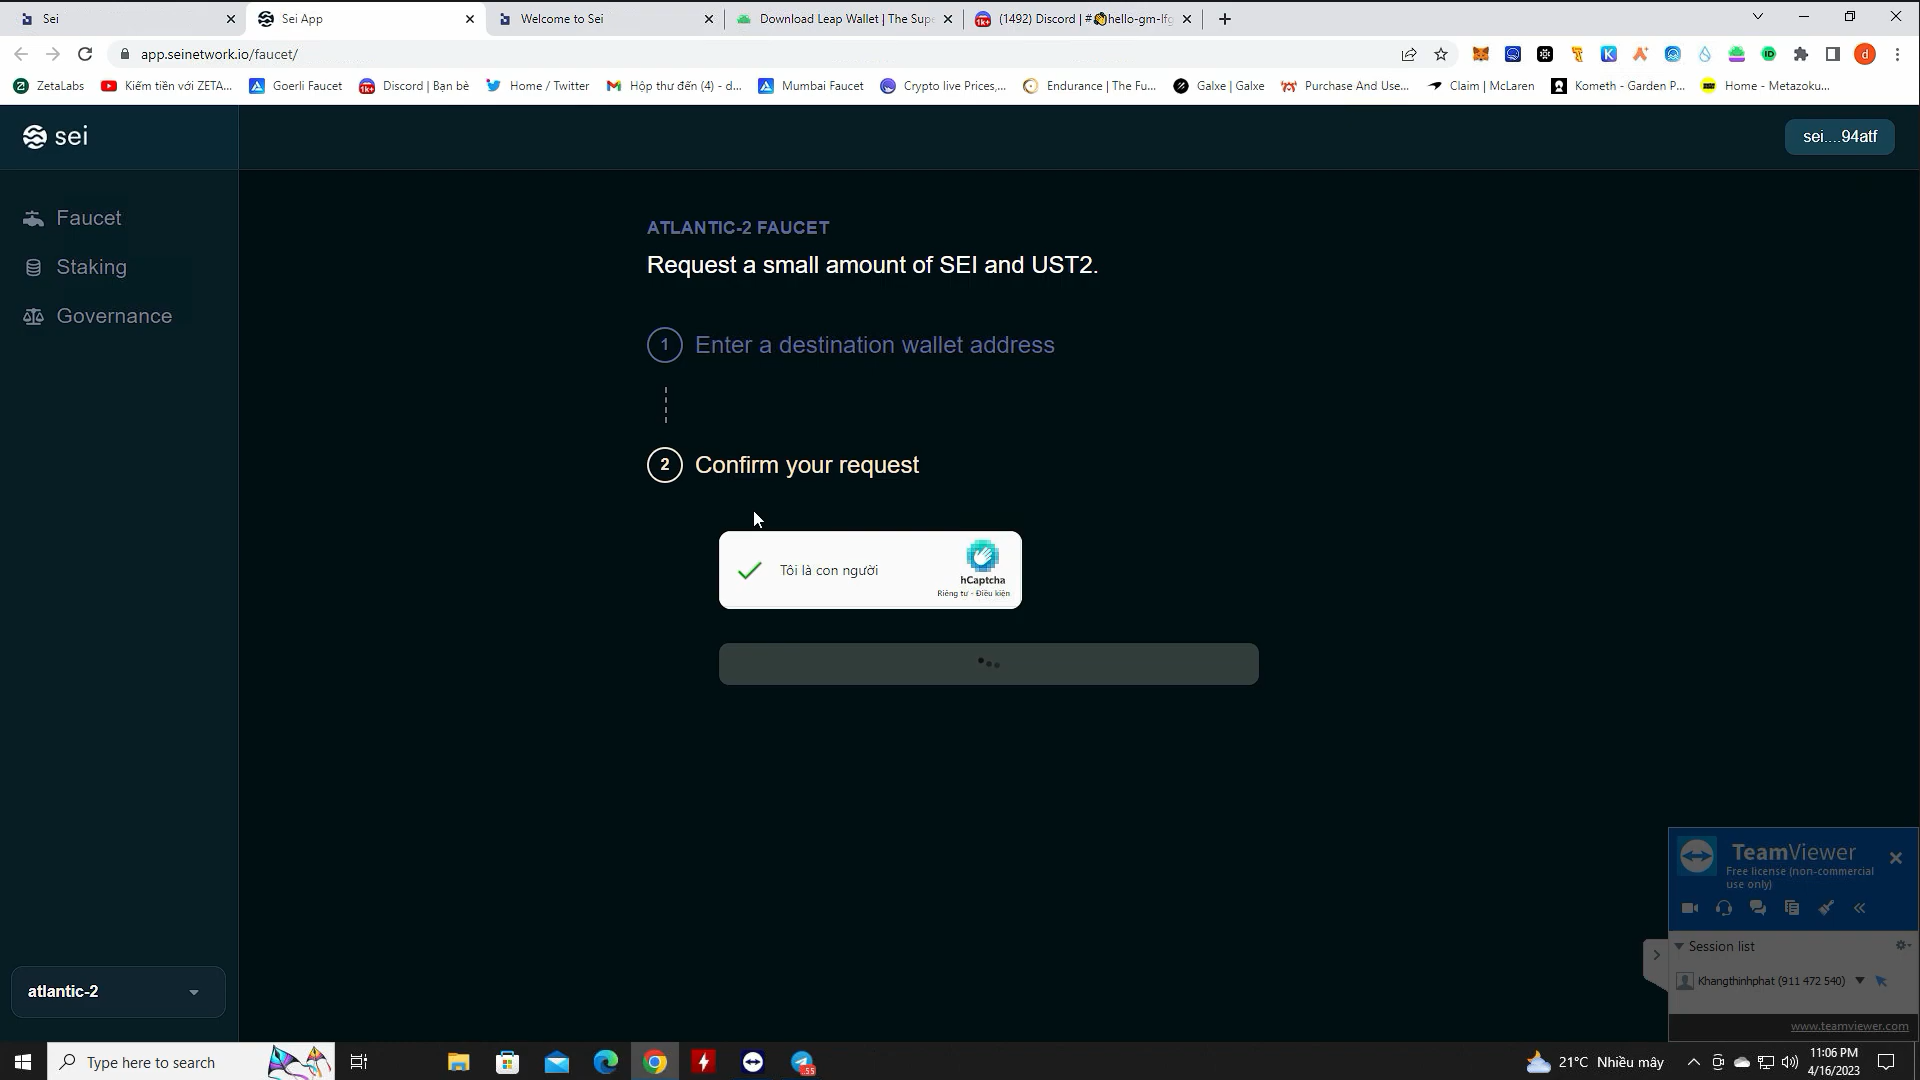 Sei
Sei App
Welcome to Sei
Download Leap Wallet | The Supe
(1492) Discord | #👋hello-gm-lfg
app.seinetwork.io/faucet/
ZetaLabs
Kiếm tiền với ZETA...
Goerli Faucet
Discord | Bạn bè
Home / Twitter
Hộp thư đến (4) - d...
Mumbai Faucet
Crypto live Prices,...
Endurance | The Fu...
Galxe | Galxe
Purchase And Use...
Claim | McLaren
Kometh - Garden P...
Home - Metazoku...
sei
sei....94atf
Faucet
Staking
Governance
ATLANTIC-2 FAUCET
Request a small amount of SEI and UST2.
1 Enter a destination wallet address
2 Confirm your request
Tôi là con người
hCaptcha
Riêng tư - Điều kiện
atlantic-2
TeamViewer
Free license (non-commercial
use only)
Session list
Khangthinhphat (911 472 540)
www.teamviewer.com
Type here to search
21°C Nhiều mây
11:06 PM
4/16/2023